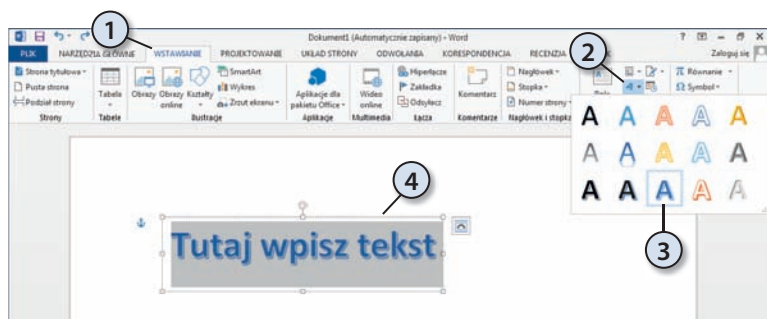 1
Dokument1 (Automatycznie zapisany) - Word
2
PLIK NARZĘDZIA GŁÓWNE WSTAWIANIE PROJEKTOWANIE UKŁAD STRONY ODWOŁANIA KORESPONDENCJA RECENZJA Zaloguj się
Strona tytułowa
Pusta strona
Podział strony
Strony
Tabela
Tabele
Obrazy
Obrazy online
Kształty
SmartArt
Wykres
Zrzut ekranu
Ilustracje
Aplikacje dla pakietu Office
Aplikacje
Wideo online
Multimedia
Hiperłącze
Zakładka
Odsyłacz
Łącza
Komentarz
Komentarze
Nagłówek
Stopka
Numer strony
Nagłówek i stopka
π Równanie
Ω Symbol
A A A A A
A A A A A
A A A A A
3
4
Tutaj wpisz tekst